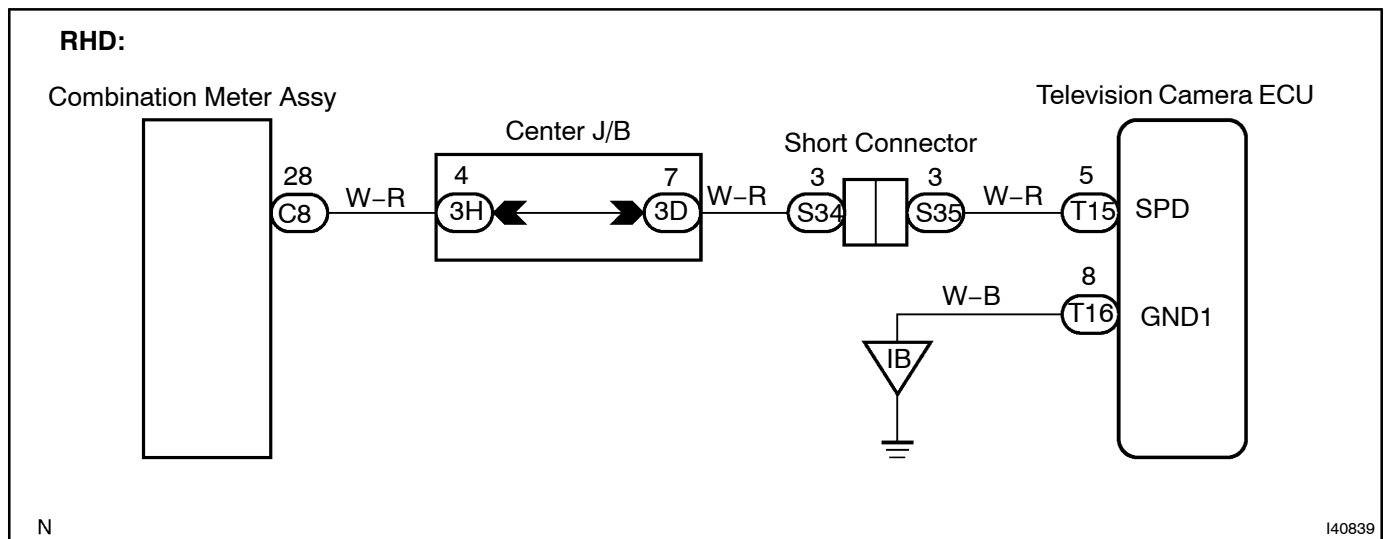 RHD:
Combination Meter Assy
Television Camera ECU
Center J/B
Short Connector
28
4
7
3
3
5
C8
W–R
3H
3D
W–R
S34
S35
W–R
T15
SPD
8
W–B
T16
GND1
IB
N
I40839